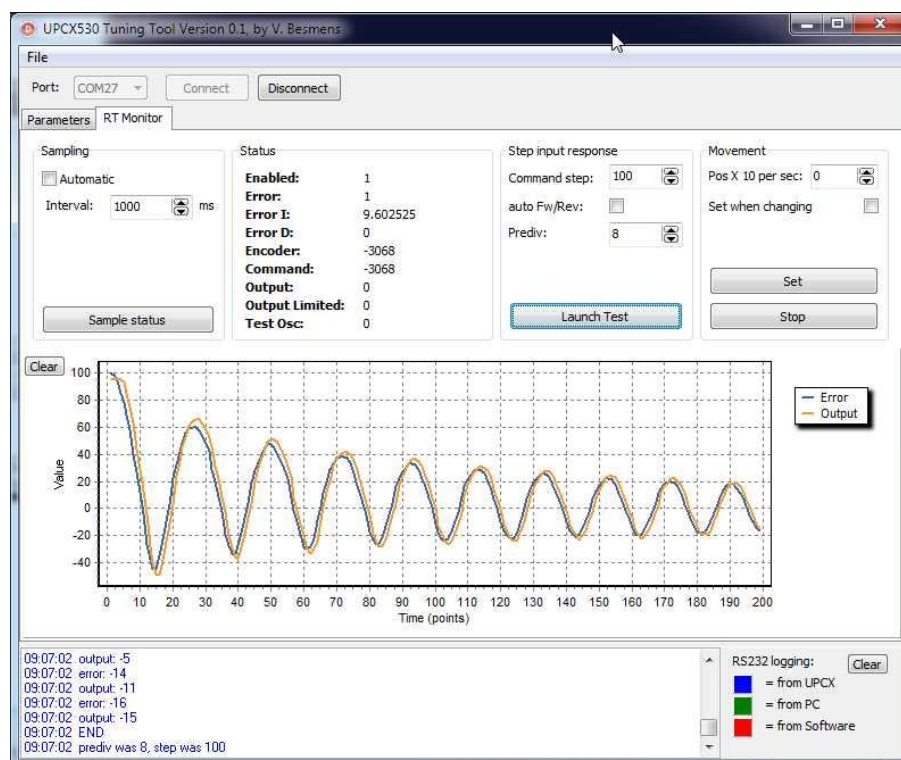 UPCX530 Tuning Tool Version 0.1, by V. Besmens
File
Port: COM27 Connect Disconnect
Parameters RT Monitor
Sampling
Automatic
Interval: 1000 ms
Sample status
Status
Enabled: 1
Error: 1
Error I: 9.602525
Error D: 0
Encoder: -3068
Command: -3068
Output: 0
Output Limited: 0
Test Osc: 0
Step input response
Command step: 100
auto Fw/Rev:
Prediv: 8
Launch Test
Movement
Pos X 10 per sec: 0
Set when changing
Set
Stop
Clear
100
80
60
40
20
0
-20
-40
Value
0 10 20 30 40 50 60 70 80 90 100 110 120 130 140 150 160 170 180 190 200
Time (points)
Error
Output
09:07:02 output: -5
09:07:02 error: -14
09:07:02 output: -11
09:07:02 error: -16
09:07:02 output: -15
09:07:02 END
09:07:02 prediv was 8, step was 100
RS232 logging: Clear
= from UPCX
= from PC
= from Software